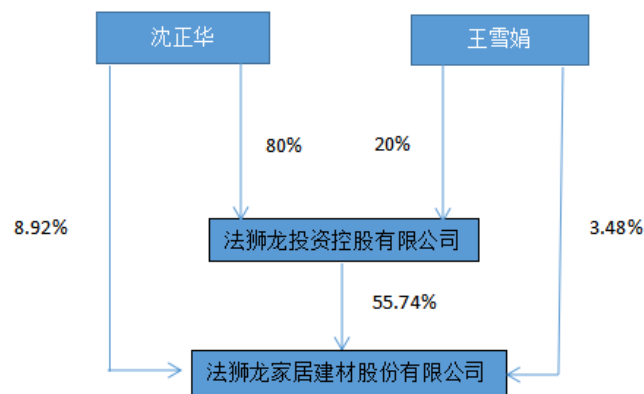 沈正华
王雪娟
80%
20%
8.92%
3.48%
法狮龙投资控股有限公司
55.74%
法狮龙家居建材股份有限公司